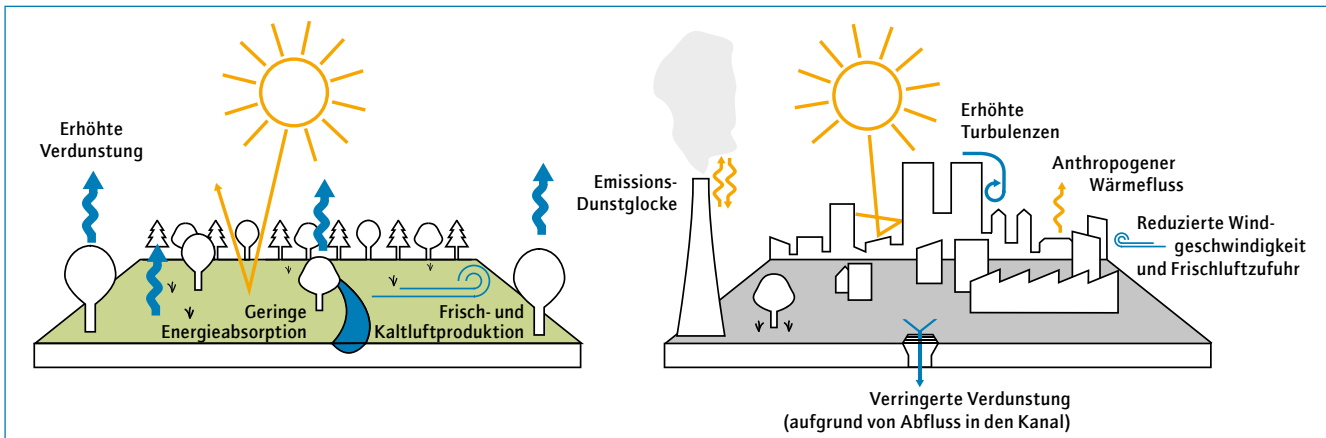 Erhöhte
Verdunstung
Geringe
Energieabsorption
Frisch- und
Kaltluftproduktion
Emissions-
Dunstglocke
Erhöhte
Turbulenzen
Anthropogener
Wärmefluss
Reduzierte Wind-
geschwindigkeit
und Frischluftzufuhr
Verringerte Verdunstung
(aufgrund von Abfluss in den Kanal)